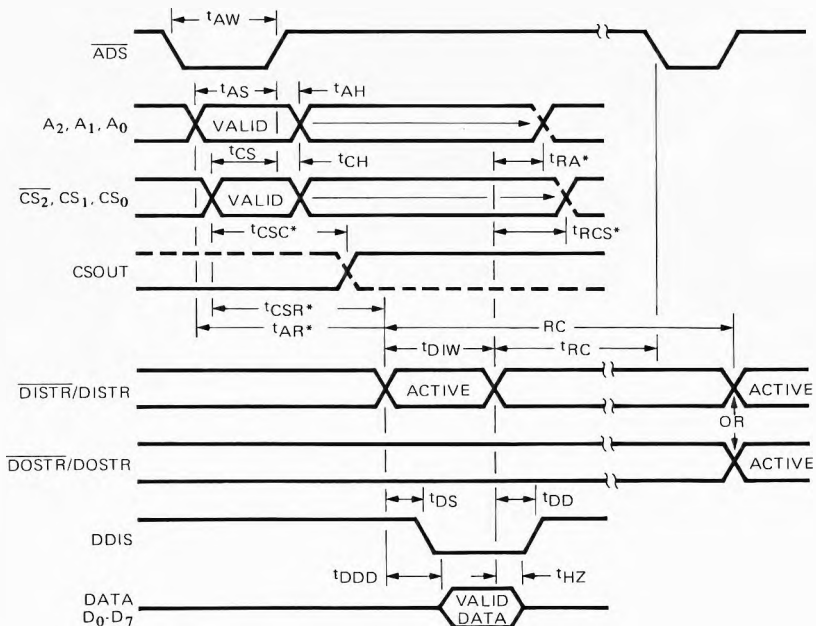 tAW
ADS
tAS tAH
A2, A1, A0 VALID
tCS tCH tRA*
CS2, CS1, CS0 VALID
tCSC* tRCS*
CSOUT
tCSR*
tAR* RC
tDIW tRC
DISTR/DISTR ACTIVE ACTIVE
OR
DOSTR/DOSTR ACTIVE
tDS tDD
DDIS
tDDD tHZ
DATA VALID
D0-D7 DATA